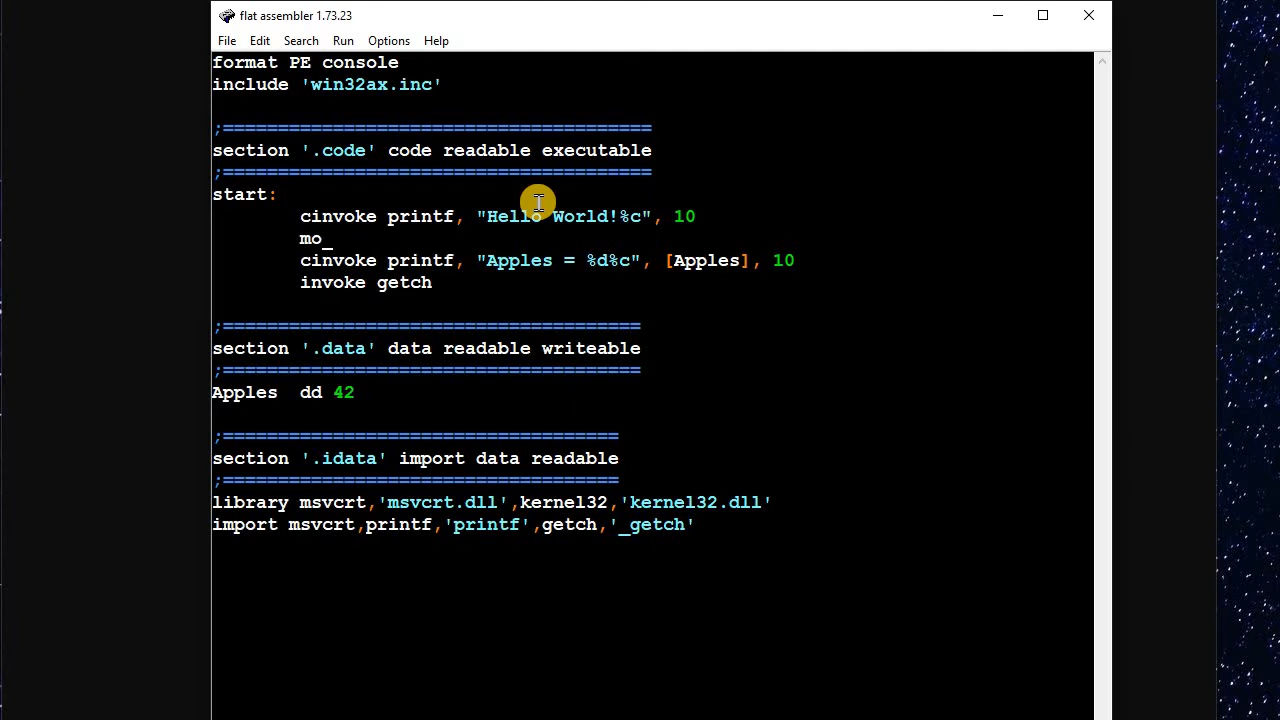 flat assembler 1.73.23
File Edit Search Run Options Help
format PE console
include 'win32ax.inc'
;=======================================
section '.code' code readable executable
;=======================================
start:
cinvoke printf, "Hello World!%c", 10
mo_
cinvoke printf, "Apples = %d%c", [Apples], 10
invoke getch
;======================================
section '.data' data readable writeable
;======================================
Apples dd 42
;====================================
section '.idata' import data readable
;====================================
library msvcrt,'msvcrt.dll',kernel32,'kernel32.dll'
import msvcrt,printf,'printf',getch,'_getch'